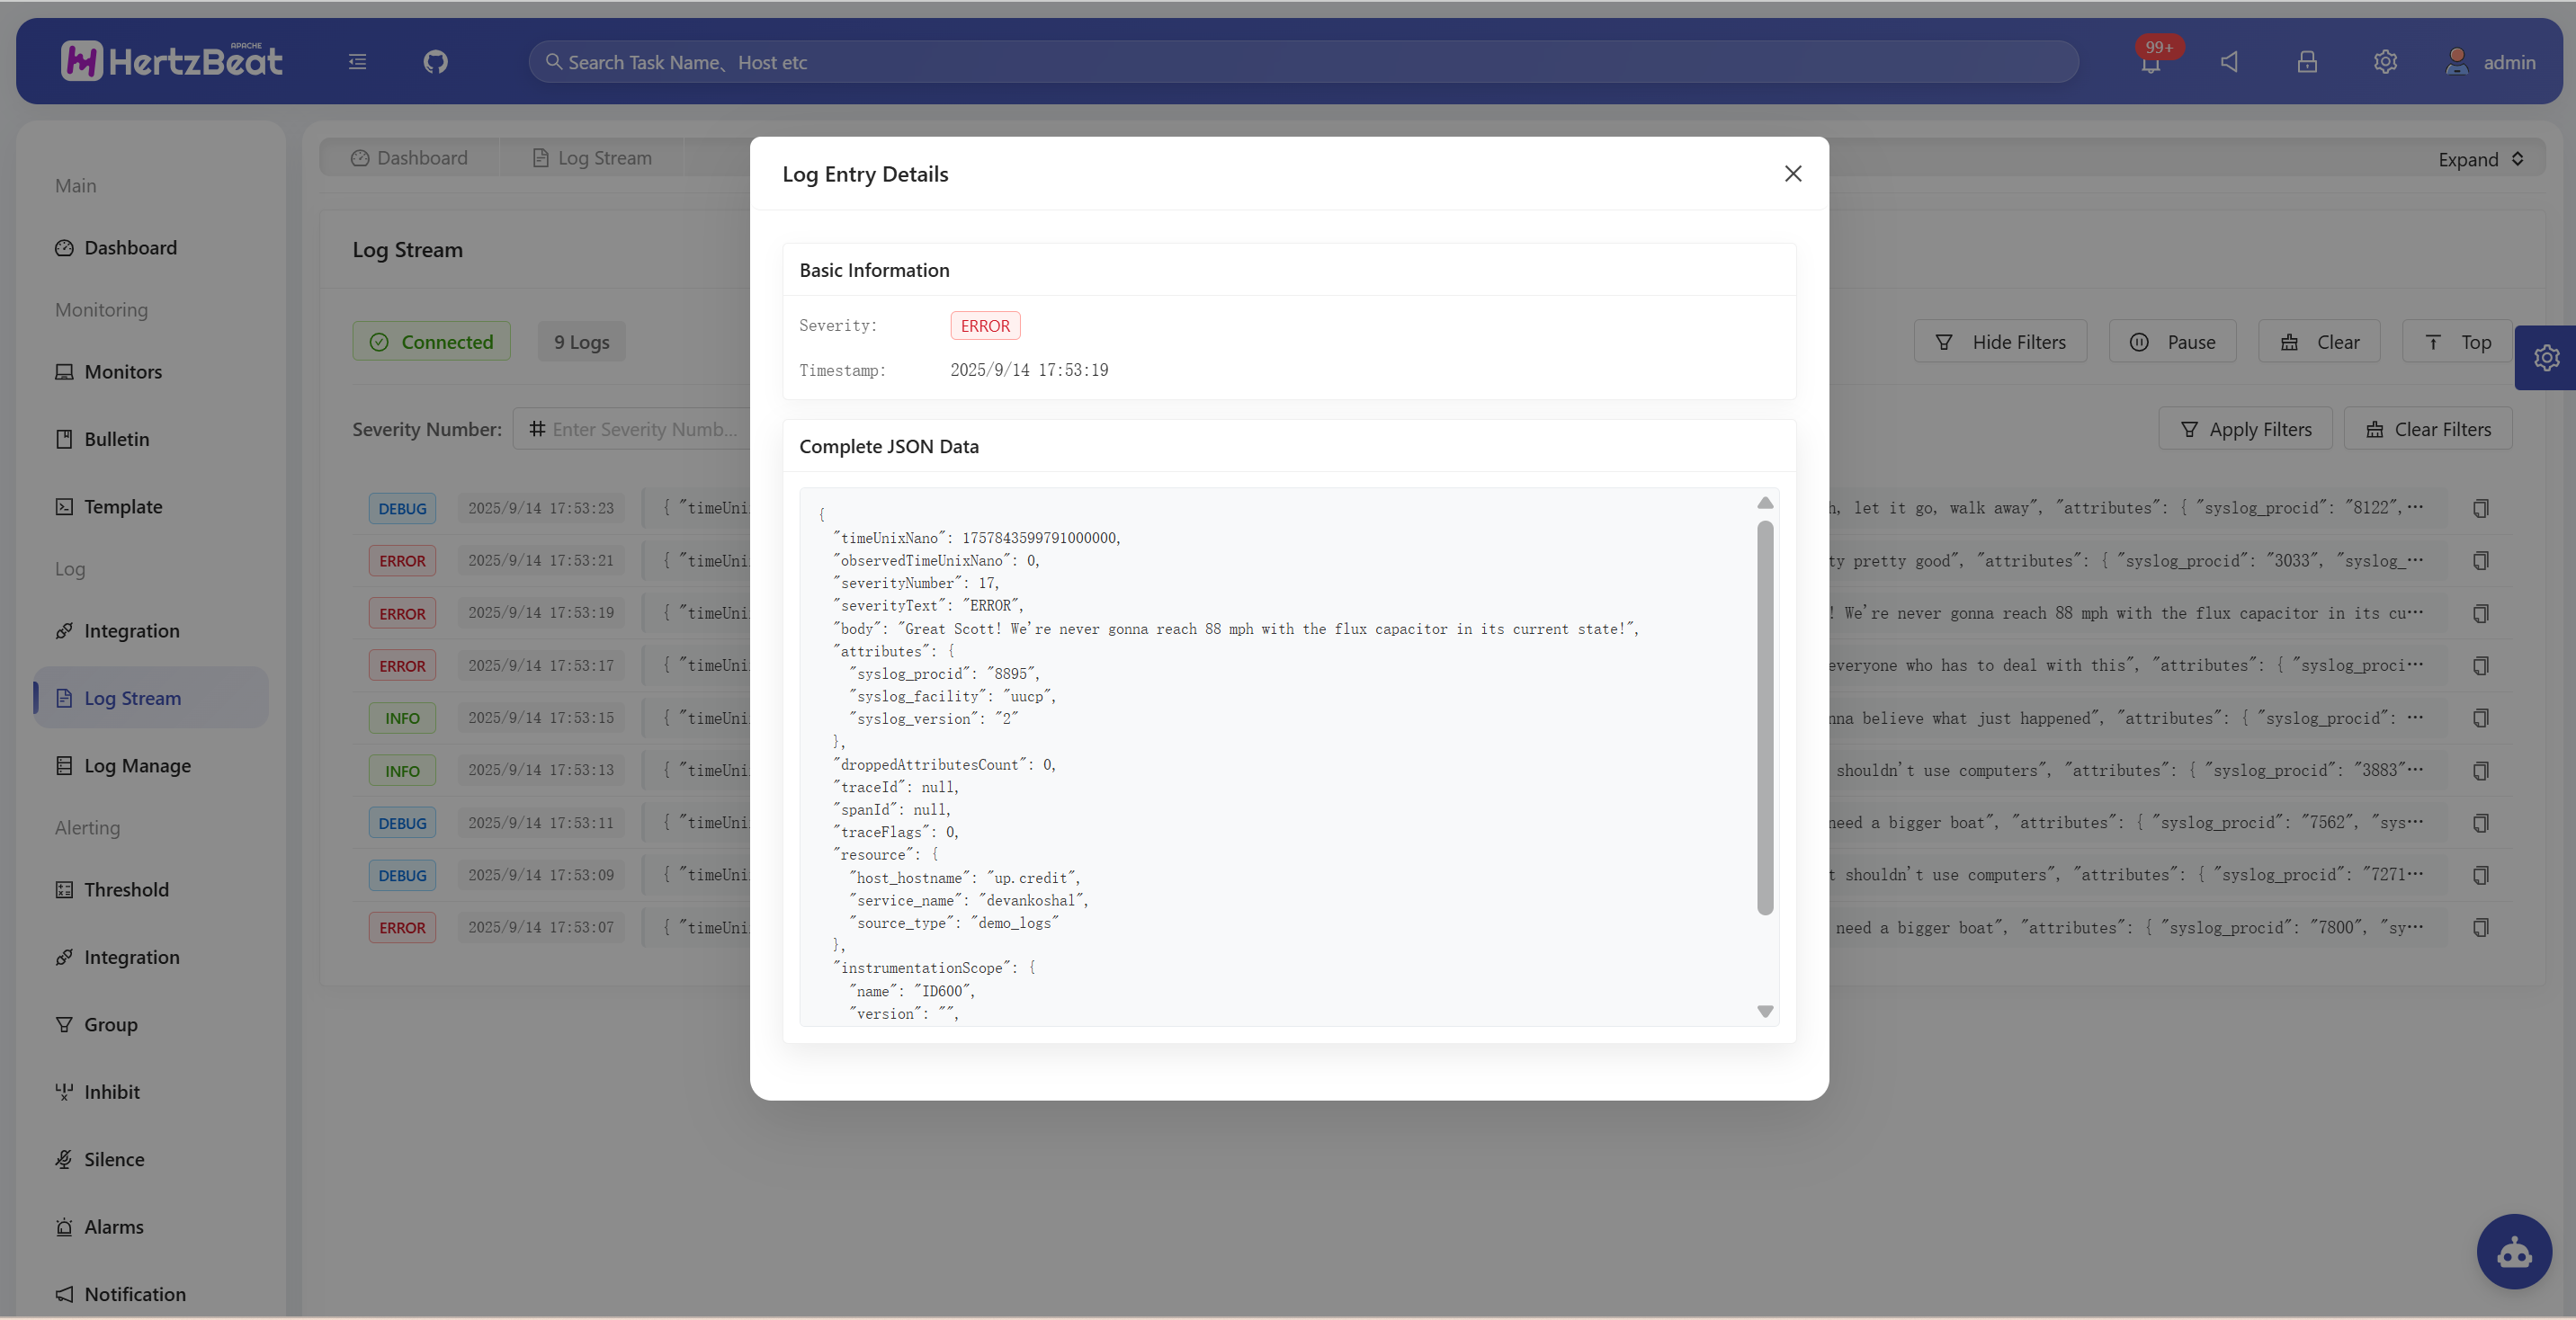 APACHE
HertzBeat
Search Task Name、Host etc
99+
admin
Main
Dashboard
Monitoring
Monitors
Bulletin
Template
Log
Integration
Log Stream
Log Manage
Alerting
Threshold
Integration
Group
Inhibit
Silence
Alarms
Notification
Dashboard
Log Stream
Expand
Log Stream
Connected
9 Logs
Hide Filters
Pause
Clear
Top
Severity Number:
# Enter Severity Numb...
Apply Filters
Clear Filters
DEBUG 2025/9/14 17:53:23 { "timeUni
let it go, walk away", "attributes": { "syslog_procid": "8122",···
ERROR 2025/9/14 17:53:21 { "timeUni
ty pretty good", "attributes": { "syslog_procid": "3033", "syslog_···
ERROR 2025/9/14 17:53:19 { "timeUni
! We're never gonna reach 88 mph with the flux capacitor in its cu···
ERROR 2025/9/14 17:53:17 { "timeUni
everyone who has to deal with this", "attributes": { "syslog_proci···
INFO 2025/9/14 17:53:15 { "timeUni
nna believe what just happened", "attributes": { "syslog_procid": ···
INFO 2025/9/14 17:53:13 { "timeUni
shouldn't use computers", "attributes": { "syslog_procid": "3883"···
DEBUG 2025/9/14 17:53:11 { "timeUni
need a bigger boat", "attributes": { "syslog_procid": "7562", "sys···
DEBUG 2025/9/14 17:53:09 { "timeUni
t shouldn't use computers", "attributes": { "syslog_procid": "7271···
ERROR 2025/9/14 17:53:07 { "timeUni
need a bigger boat", "attributes": { "syslog_procid": "7800", "sy···
Log Entry Details
Basic Information
Severity: ERROR
Timestamp: 2025/9/14 17:53:19
Complete JSON Data
{
"timeUnixNano": 1757843599791000000,
"observedTimeUnixNano": 0,
"severityNumber": 17,
"severityText": "ERROR",
"body": "Great Scott! We're never gonna reach 88 mph with the flux capacitor in its current state!",
"attributes": {
"syslog_procid": "8895",
"syslog_facility": "uucp",
"syslog_version": "2"
},
"droppedAttributesCount": 0,
"traceId": null,
"spanId": null,
"traceFlags": 0,
"resource": {
"host_hostname": "up.credit",
"service_name": "devankoshal",
"source_type": "demo_logs"
},
"instrumentationScope": {
"name": "ID600",
"version": "",